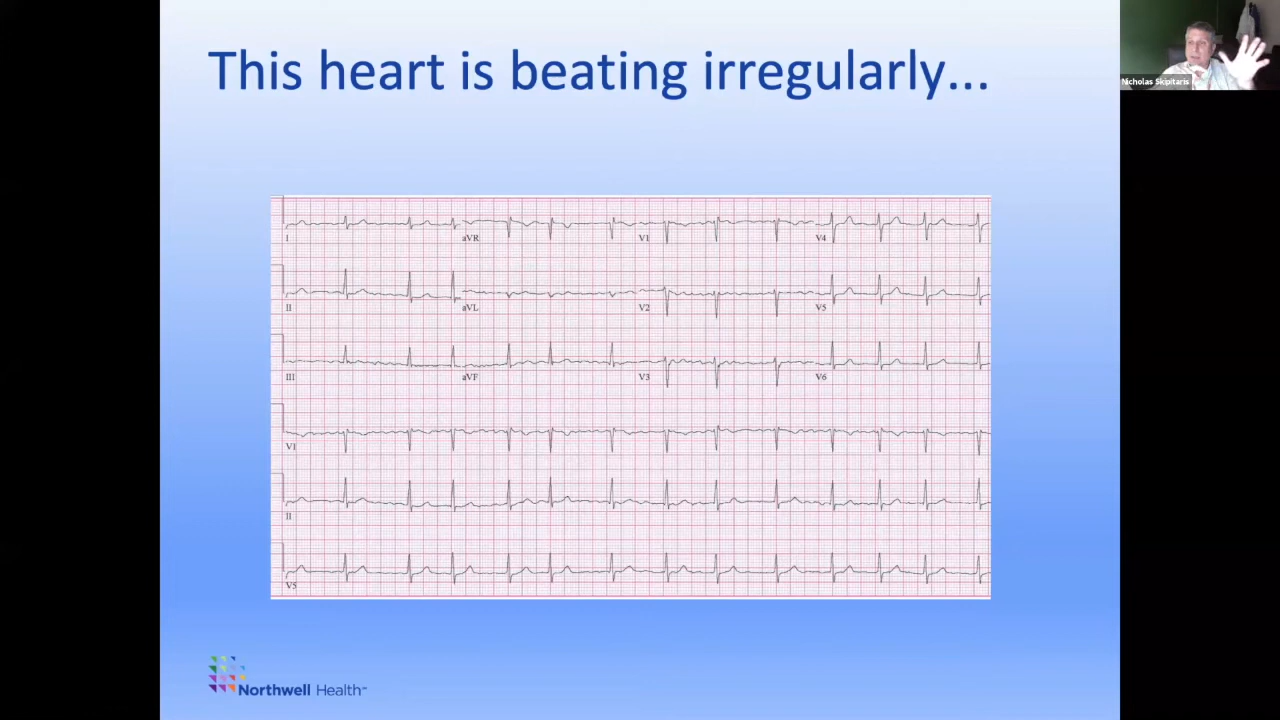 This heart is beating irregularly...
Nicholas Skipitaris
I aVR V1 V4
II aVL V2 V5
III aVF V3 V6
V1
II
V5
Northwell Health